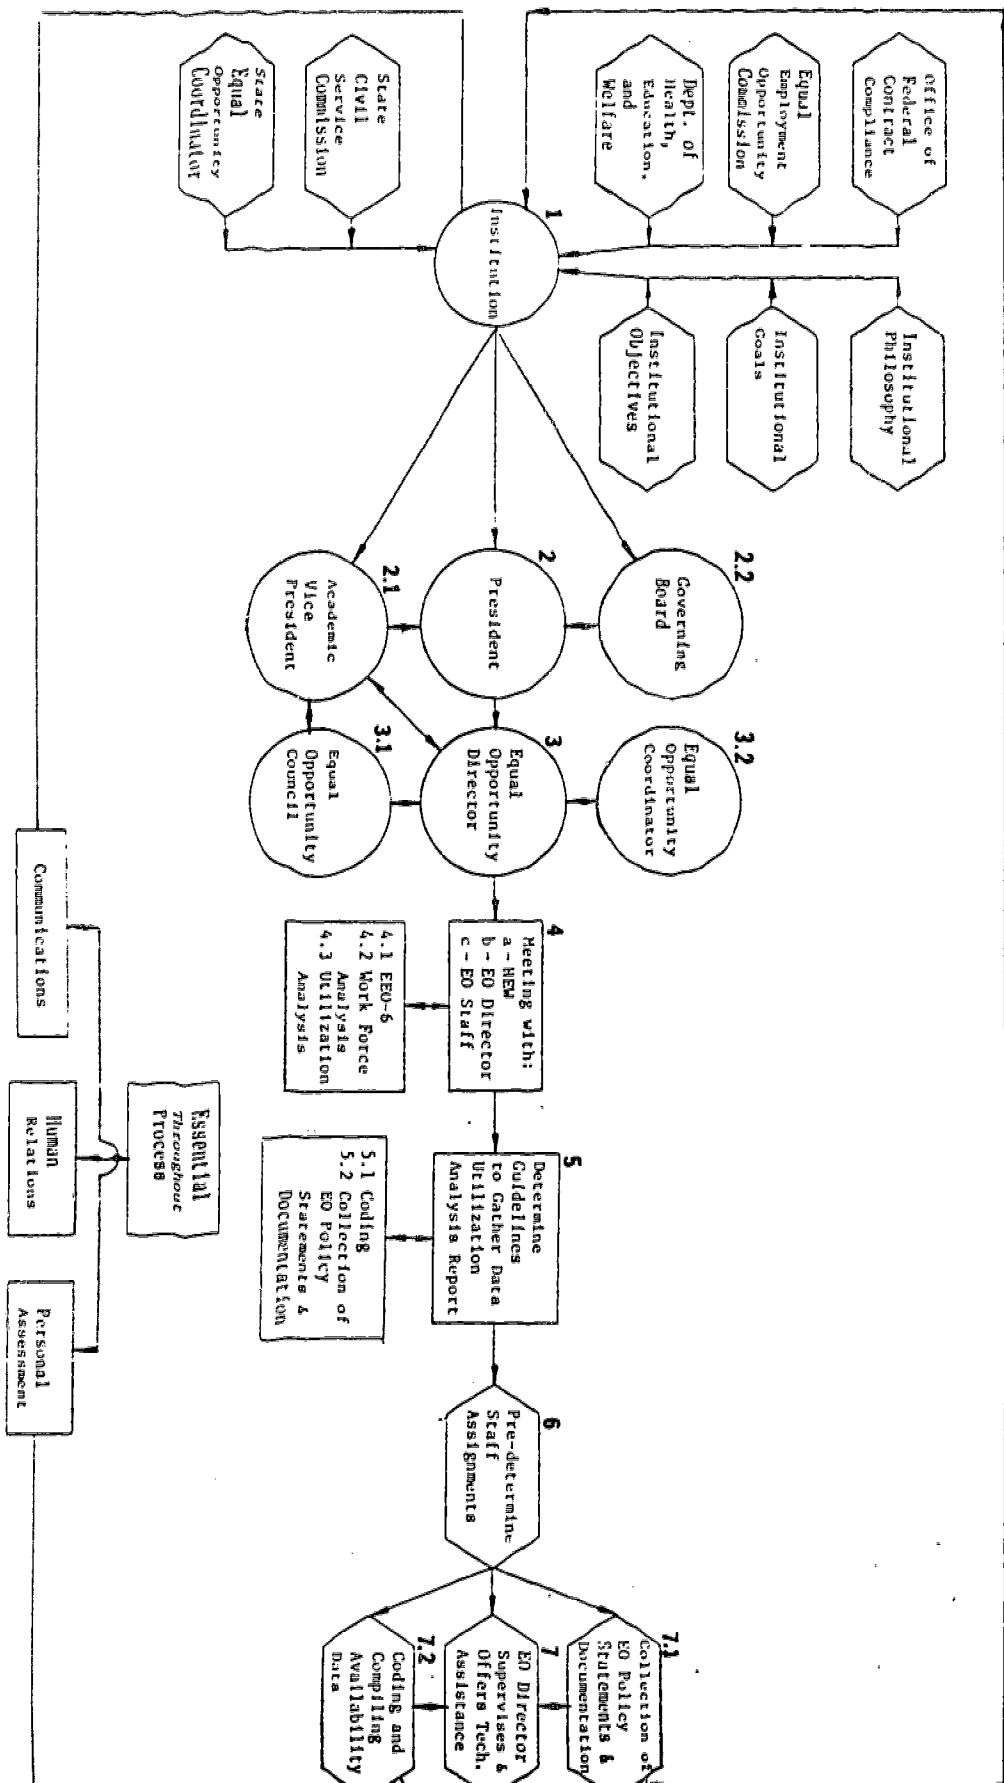 Office of
Federal
Contract
Compliance
Equal
Employment
Opportunity
Commission
Dept. of
Health,
Education,
and
Welfare
State
Civil
Service
Commission
State
Equal
Opportunity
Coordinator
Institutional
Philosophy
Institutional
Goals
Institutional
Objectives
1
Institution
2.2
Governing
Board
2
President
2.1
Academic
Vice
President
3.2
Equal
Opportunity
Coordinator
3
Equal
Opportunity
Director
3.1
Equal
Opportunity
Council
4
Meeting with:
a - HEW
b - EO Director
c - EO Staff
4.1 EEO-6
4.2 Work Force
Analysis
4.3 Utilization
Analysis
5
Determine
Guidelines
to Gather Data
Utilization
Analysis Report
5.1 Coding
5.2 Collection of
EO Policy
Statements &
Documentation
6
Pre-determine
Staff
Assignments
7.1
Collection of
EO Policy
Statements &
Documentation
7
EO Director
Supervises &
Offers Tech.
Assistance
7.2
Coding and
Compiling
Availability
Data
Essential
Throughout
Process
Communications
Human
Relations
Personal
Assessment